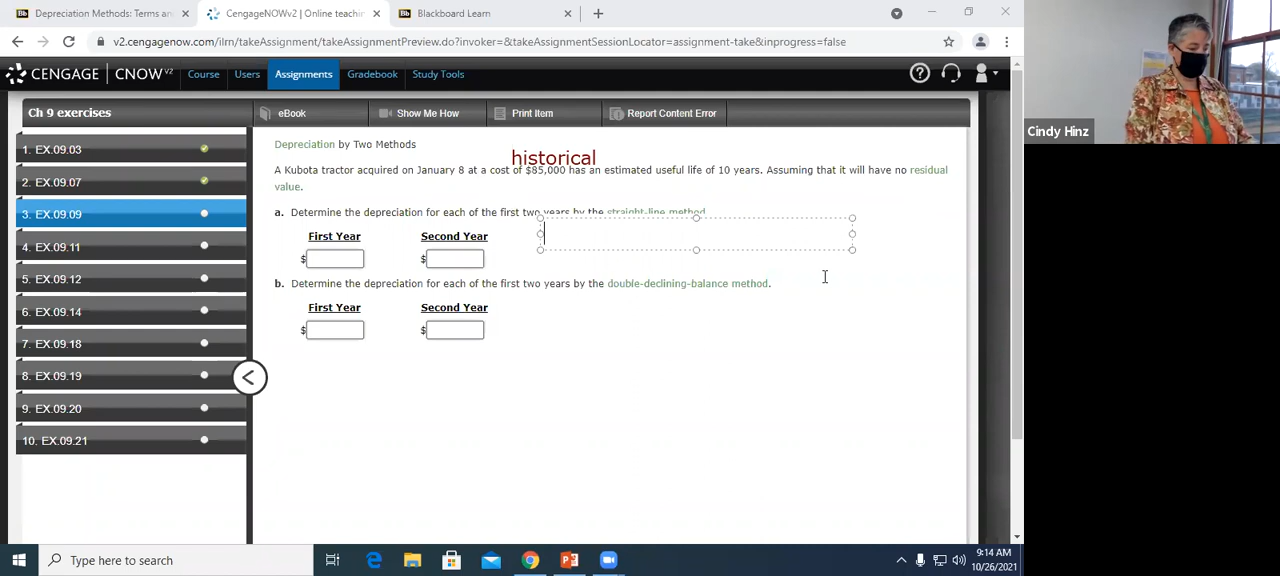 Depreciation Methods: Terms an
CengageNOWv2 | Online teachin
Blackboard Learn
v2.cengagenow.com/ilrn/takeAssignment/takeAssignmentPreview.do?invoker=&takeAssignmentSessionLocator=assignment-take&inprogress=false
CENGAGE | CNOWv2
Course
Users
Assignments
Gradebook
Study Tools
Ch 9 exercises
eBook
Show Me How
Print Item
Report Content Error
1. EX.09.03
2. EX.09.07
3. EX.09.09
4. EX.09.11
5. EX.09.12
6. EX.09.14
7. EX.09.18
8. EX.09.19
9. EX.09.20
10. EX.09.21
Depreciation by Two Methods
historical
A Kubota tractor acquired on January 8 at a cost of $85,000 has an estimated useful life of 10 years. Assuming that it will have no residual
value.
a. Determine the depreciation for each of the first two years by the straight-line method.
First Year Second Year
$ $
b. Determine the depreciation for each of the first two years by the double-declining-balance method.
First Year Second Year
$ $
Cindy Hinz
Type here to search
9:14 AM
10/26/2021